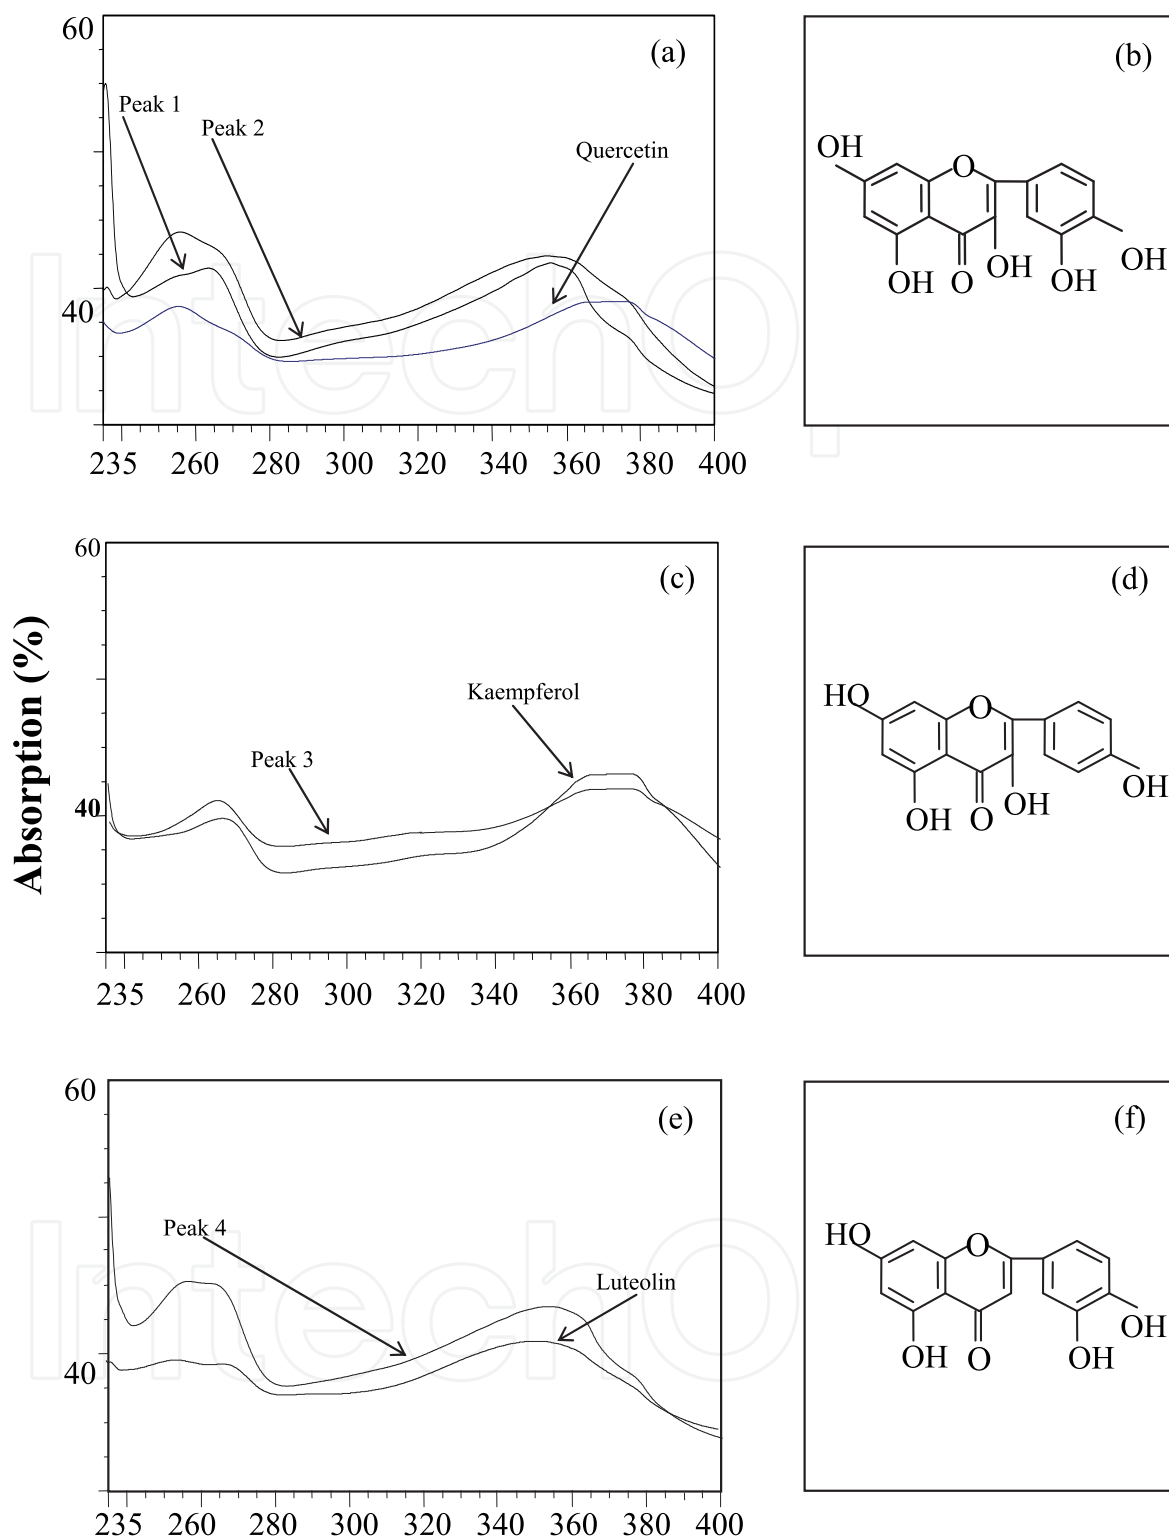 60
(a)
Peak 1
Peak 2
Quercetin
40
235 260 280 300 320 340 360 380 400
(b)
OH
O
OH
OH
O
OH
OH
Absorption (%)
60
(c)
Kaempferol
Peak 3
40
235 260 280 300 320 340 360 380 400
(d)
HO
O
OH
OH
O
OH
60
(e)
Peak 4
Luteolin
40
235 260 280 300 320 340 360 380 400
(f)
HO
O
OH
OH
O
OH
IntechOp
IntechO